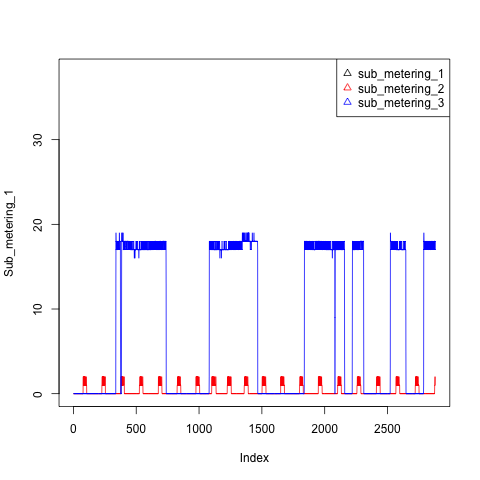 sub_metering_1
sub_metering_2
sub_metering_3
30
20
10
0
Sub_metering_1
0 500 1000 1500 2000 2500
Index